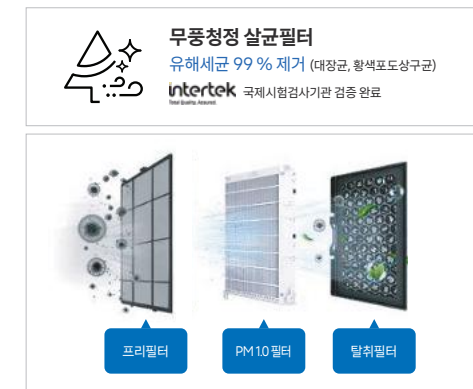 무풍청정 살균필터
유해세균 99 % 제거 (대장균, 황색포도상구균)
intertek 국제시험검사기관 검증 완료
Total Quality. Assured.
프리필터
PM 1.0 필터
탈취필터